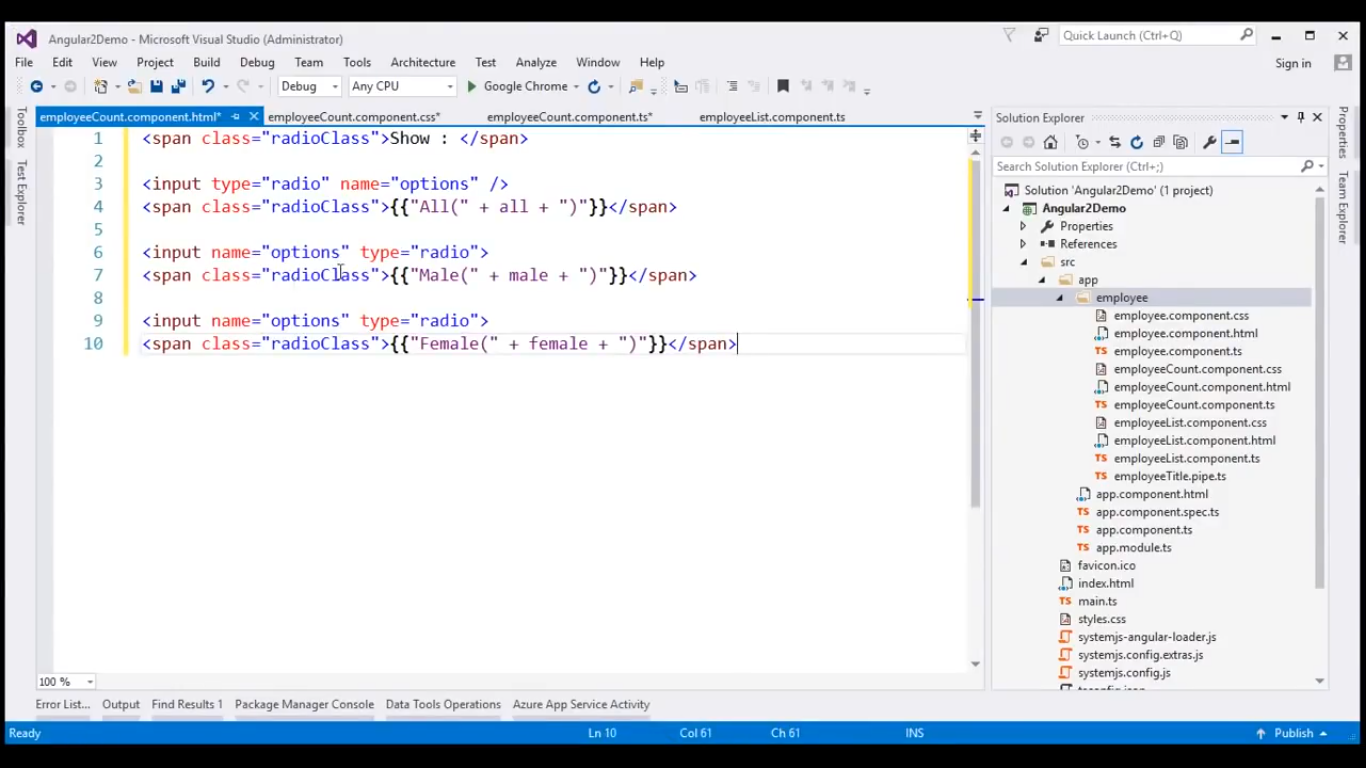 Angular2Demo - Microsoft Visual Studio (Administrator)
Quick Launch (Ctrl+Q)
File Edit View Project Build Debug Team Tools Architecture Test Analyze Window Help
Sign in
Debug Any CPU Google Chrome
Toolbox
Test Explorer
employeeCount.component.html* employeeCount.component.css* employeeCount.component.ts* employeeList.component.ts
1 <span class="radioClass">Show : </span>
2
3 <input type="radio" name="options" />
4 <span class="radioClass">{{"All(" + all + ")"}}</span>
5
6 <input name="options" type="radio">
7 <span class="radioClass">{{"Male(" + male + ")"}}</span>
8
9 <input name="options" type="radio">
10 <span class="radioClass">{{"Female(" + female + ")"}}</span>
100 %
Solution Explorer
Search Solution Explorer (Ctrl+;)
Solution 'Angular2Demo' (1 project)
Angular2Demo
Properties
References
src
app
employee
employee.component.css
employee.component.html
employee.component.ts
employeeCount.component.css
employeeCount.component.html
employeeCount.component.ts
employeeList.component.css
employeeList.component.html
employeeList.component.ts
employeeTitle.pipe.ts
app.component.html
app.component.spec.ts
app.component.ts
app.module.ts
favicon.ico
index.html
main.ts
styles.css
systemjs-angular-loader.js
systemjs.config.extras.js
systemjs.config.js
Properties
Team Explorer
Error List... Output Find Results 1 Package Manager Console Data Tools Operations Azure App Service Activity
Ready Ln 10 Col 61 Ch 61 INS Publish